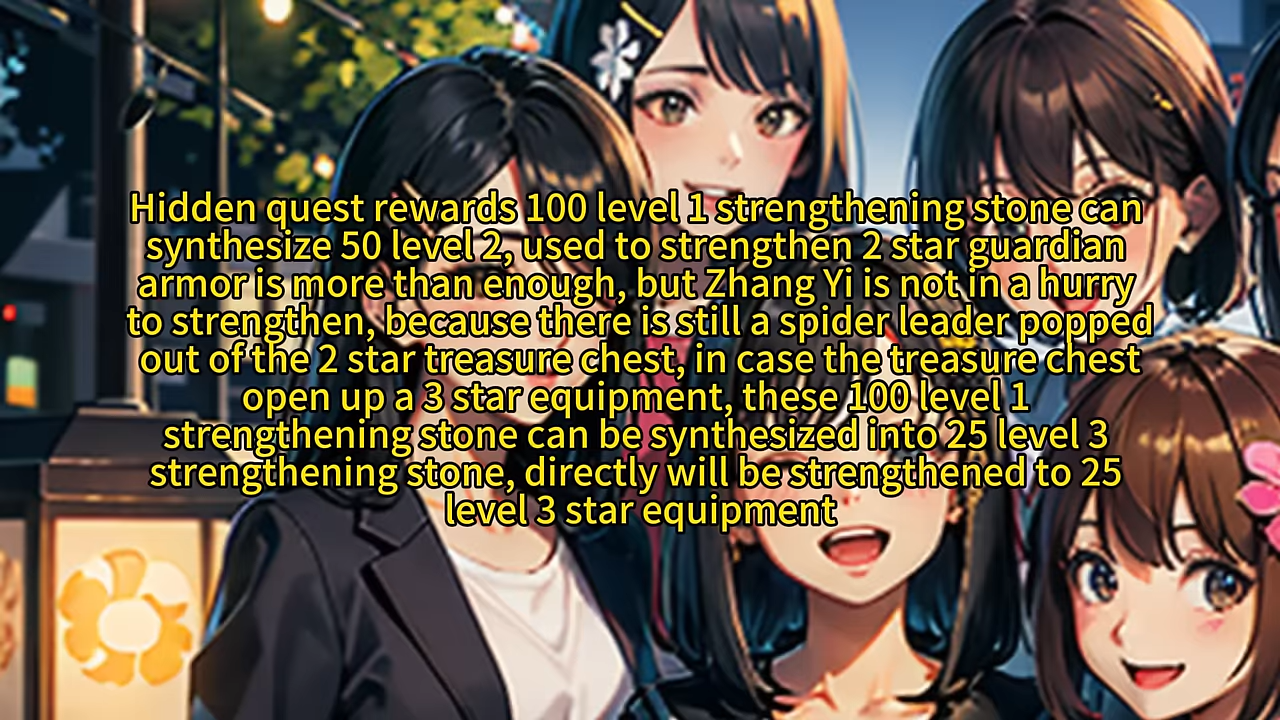 Hidden quest rewards 100 level 1 strengthening stone can
synthesize 50 level 2, used to strengthen 2 star guardian
armor is more than enough, but Zhang Yi is not in a hurry
to strengthen, because there is still a spider leader popped
out of the 2 star treasure chest, in case the treasure chest
open up a 3 star equipment, these 100 level 1
strengthening stone can be synthesized into 25 level 3
strengthening stone, directly will be strengthened to 25
level 3 star equipment